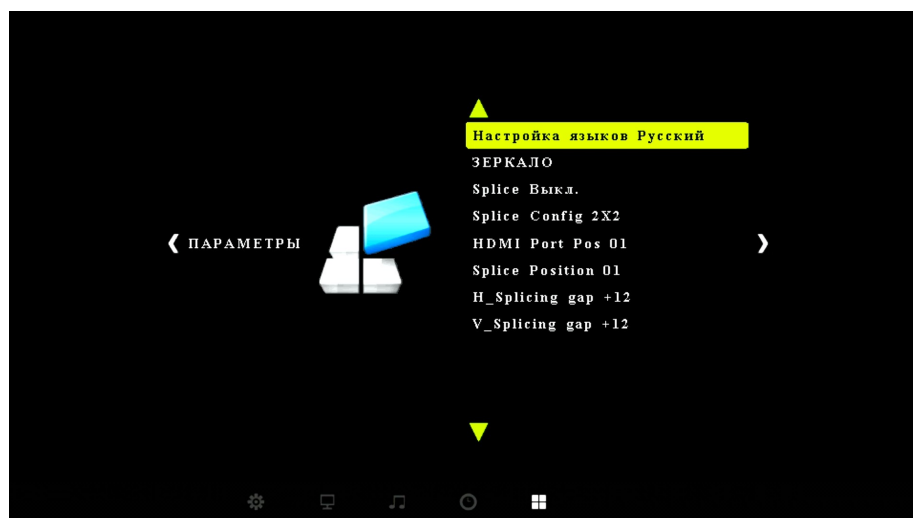 Настройка языков Русский
ЗЕРКАЛО
Splice Выкл.
Splice Config 2X2
ПАРАМЕТРЫ
HDMI Port Pos 01
Splice Position 01
H_Splicing gap +12
V_Splicing gap +12